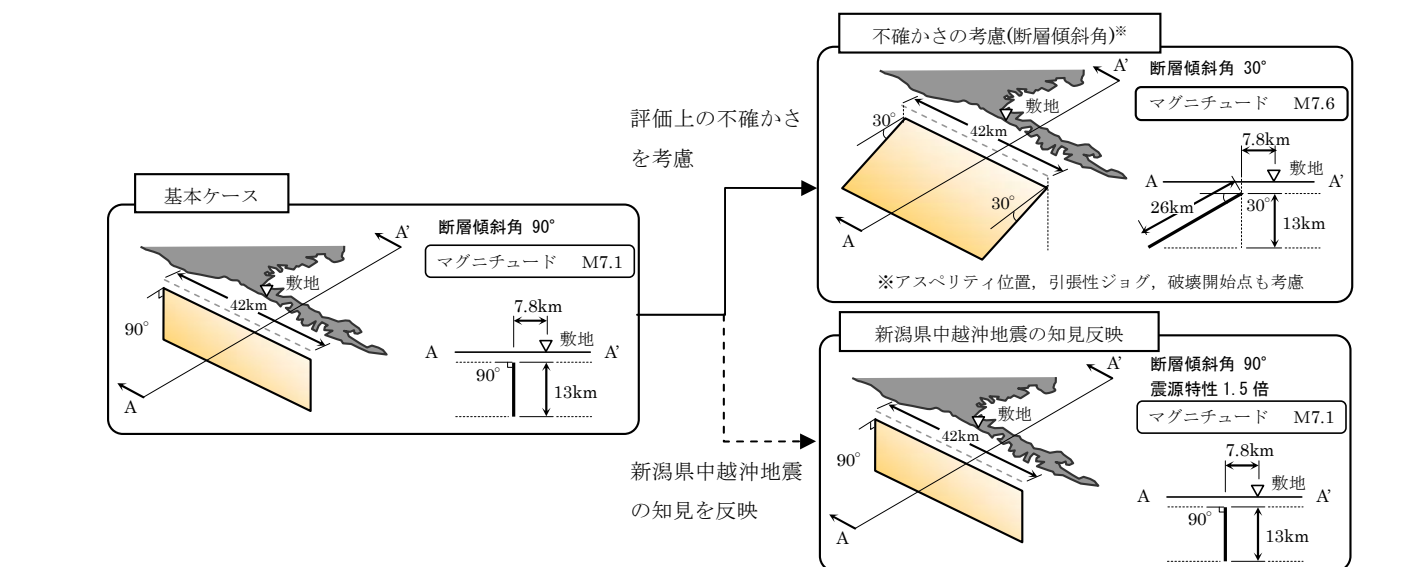 基本ケース
断層傾斜角 90°
マグニチュード M7.1
A'
敷地
42km
90°
A
7.8km
敷地
A A'
90°
13km
評価上の不確かさ
を考慮
新潟県中越沖地震
の知見を反映
不確かさの考慮(断層傾斜角)※
断層傾斜角 30°
マグニチュード M7.6
A'
敷地
30°
42km
30°
A
7.8km
敷地
A A'
26km
30°
13km
※アスペリティ位置，引張性ジョグ，破壊開始点も考慮
新潟県中越沖地震の知見反映
断層傾斜角 90°
震源特性 1.5 倍
マグニチュード M7.1
A'
敷地
42km
90°
A
7.8km
敷地
A A'
90°
13km